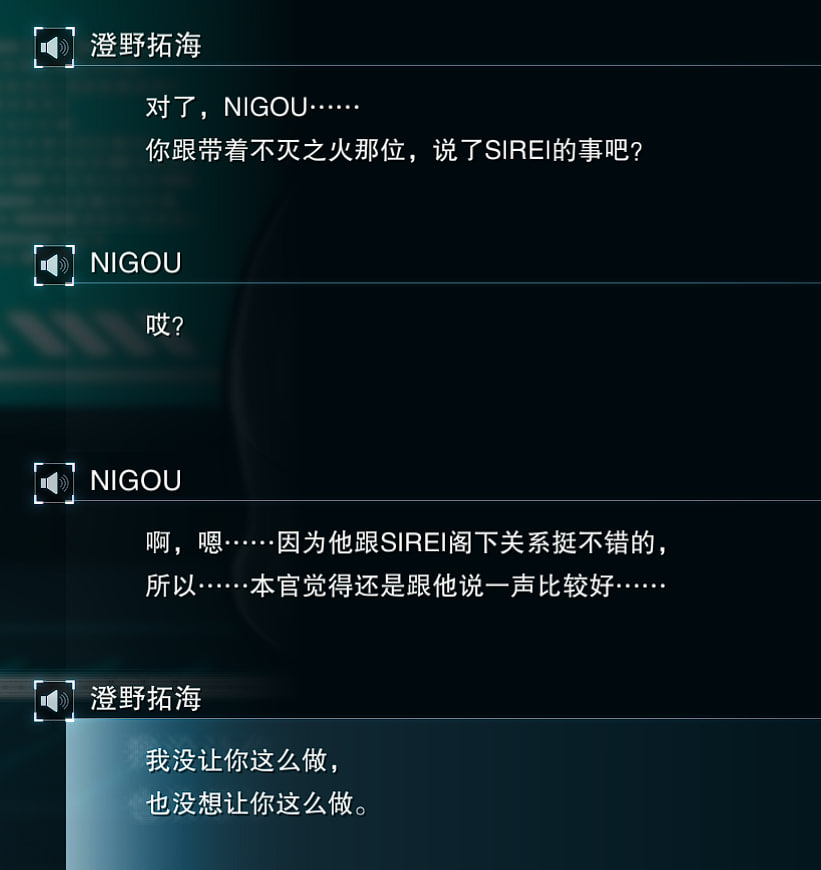 澄野拓海
对了，NIGOU……
你跟带着不灭之火那位，说了SIREI的事吧？
NIGOU
哎？
NIGOU
啊，嗯……因为他跟SIREI阁下关系挺不错的，
所以……本官觉得还是跟他说一声比较好……
澄野拓海
我没让你这么做，
也没想让你这么做。